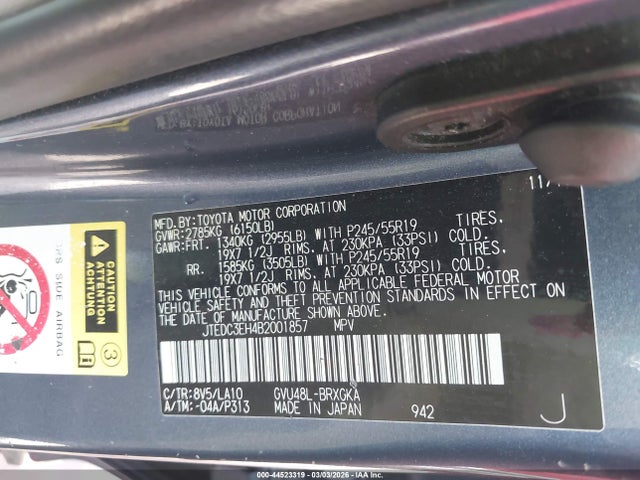 11/
MFD.BY:TOYOTA MOTOR CORPORATION
GVWR:2785KG (6150LB)
GAWR:FRT. 1340KG (2955LB) WITH P245/55R19 TIRES.
19X7 1/2J RIMS. AT 230KPA (33PSI) COLD.
RR. 1585KG (3505LB) WITH P245/55R19 TIRES.
19X7 1/2J RIMS. AT 230KPA (33PSI) COLD.
THIS VEHICLE CONFORMS TO ALL APPLICABLE FEDERAL MOTOR
VEHICLE SAFETY AND THEFT PREVENTION STANDARDS IN EFFECT ON
THE DATE OF MANUFACTURE SHOWN ABOVE.
JTEDC3EH4B2001857 MPV
C/TR:8V5/LA10 GVU48L-BRXGKA
A/TM:-04A/P313 MADE IN JAPAN 942 J
CAUTION
ATTENTION
ACHTUNG
SRS SIDE AIRBAG
3
000-44523319 - 03/03/2026 - IAA Inc.